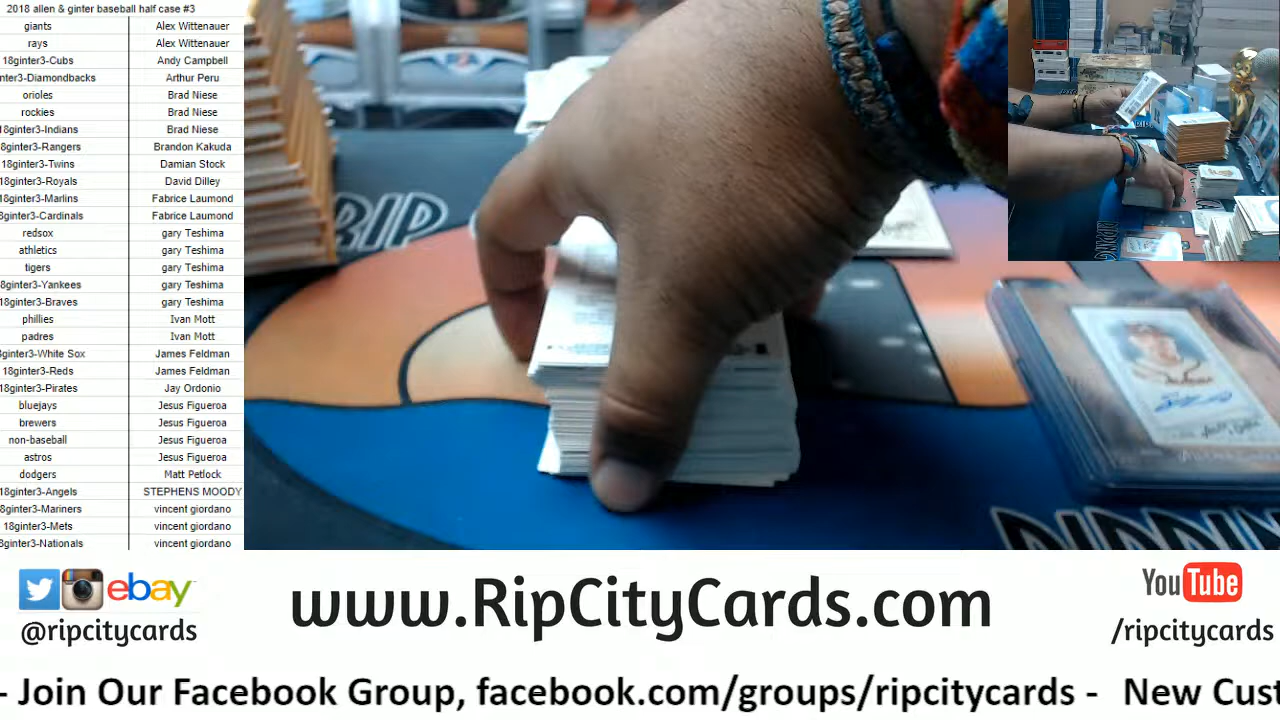 2018 allen & ginter baseball half case #3
giants Alex Wittenauer
rays Alex Wittenauer
18ginter3-Cubs Andy Campbell
nter3-Diamondbacks Arthur Peru
orioles Brad Niese
rockies Brad Niese
18ginter3-Indians Brad Niese
18ginter3-Rangers Brandon Kakuda
18ginter3-Twins Damian Stock
18ginter3-Royals David Dilley
18ginter3-Marlins Fabrice Laumond
8ginter3-Cardinals Fabrice Laumond
redsox gary Teshima
athletics gary Teshima
tigers gary Teshima
18ginter3-Yankees gary Teshima
18ginter3-Braves gary Teshima
phillies Ivan Mott
padres Ivan Mott
8ginter3-White Sox James Feldman
18ginter3-Reds James Feldman
18ginter3-Pirates Jay Ordonio
bluejays Jesus Figueroa
brewers Jesus Figueroa
non-baseball Jesus Figueroa
astros Jesus Figueroa
dodgers Matt Petlock
18ginter3-Angels STEPHENS MOODY
18ginter3-Mariners vincent giordano
18ginter3-Mets vincent giordano
8ginter3-Nationals vincent giordano
RIP
RIPPING
ebay
@ripcitycards
www.RipCityCards.com
YouTube
/ripcitycards
- Join Our Facebook Group, facebook.com/groups/ripcitycards - New Cust